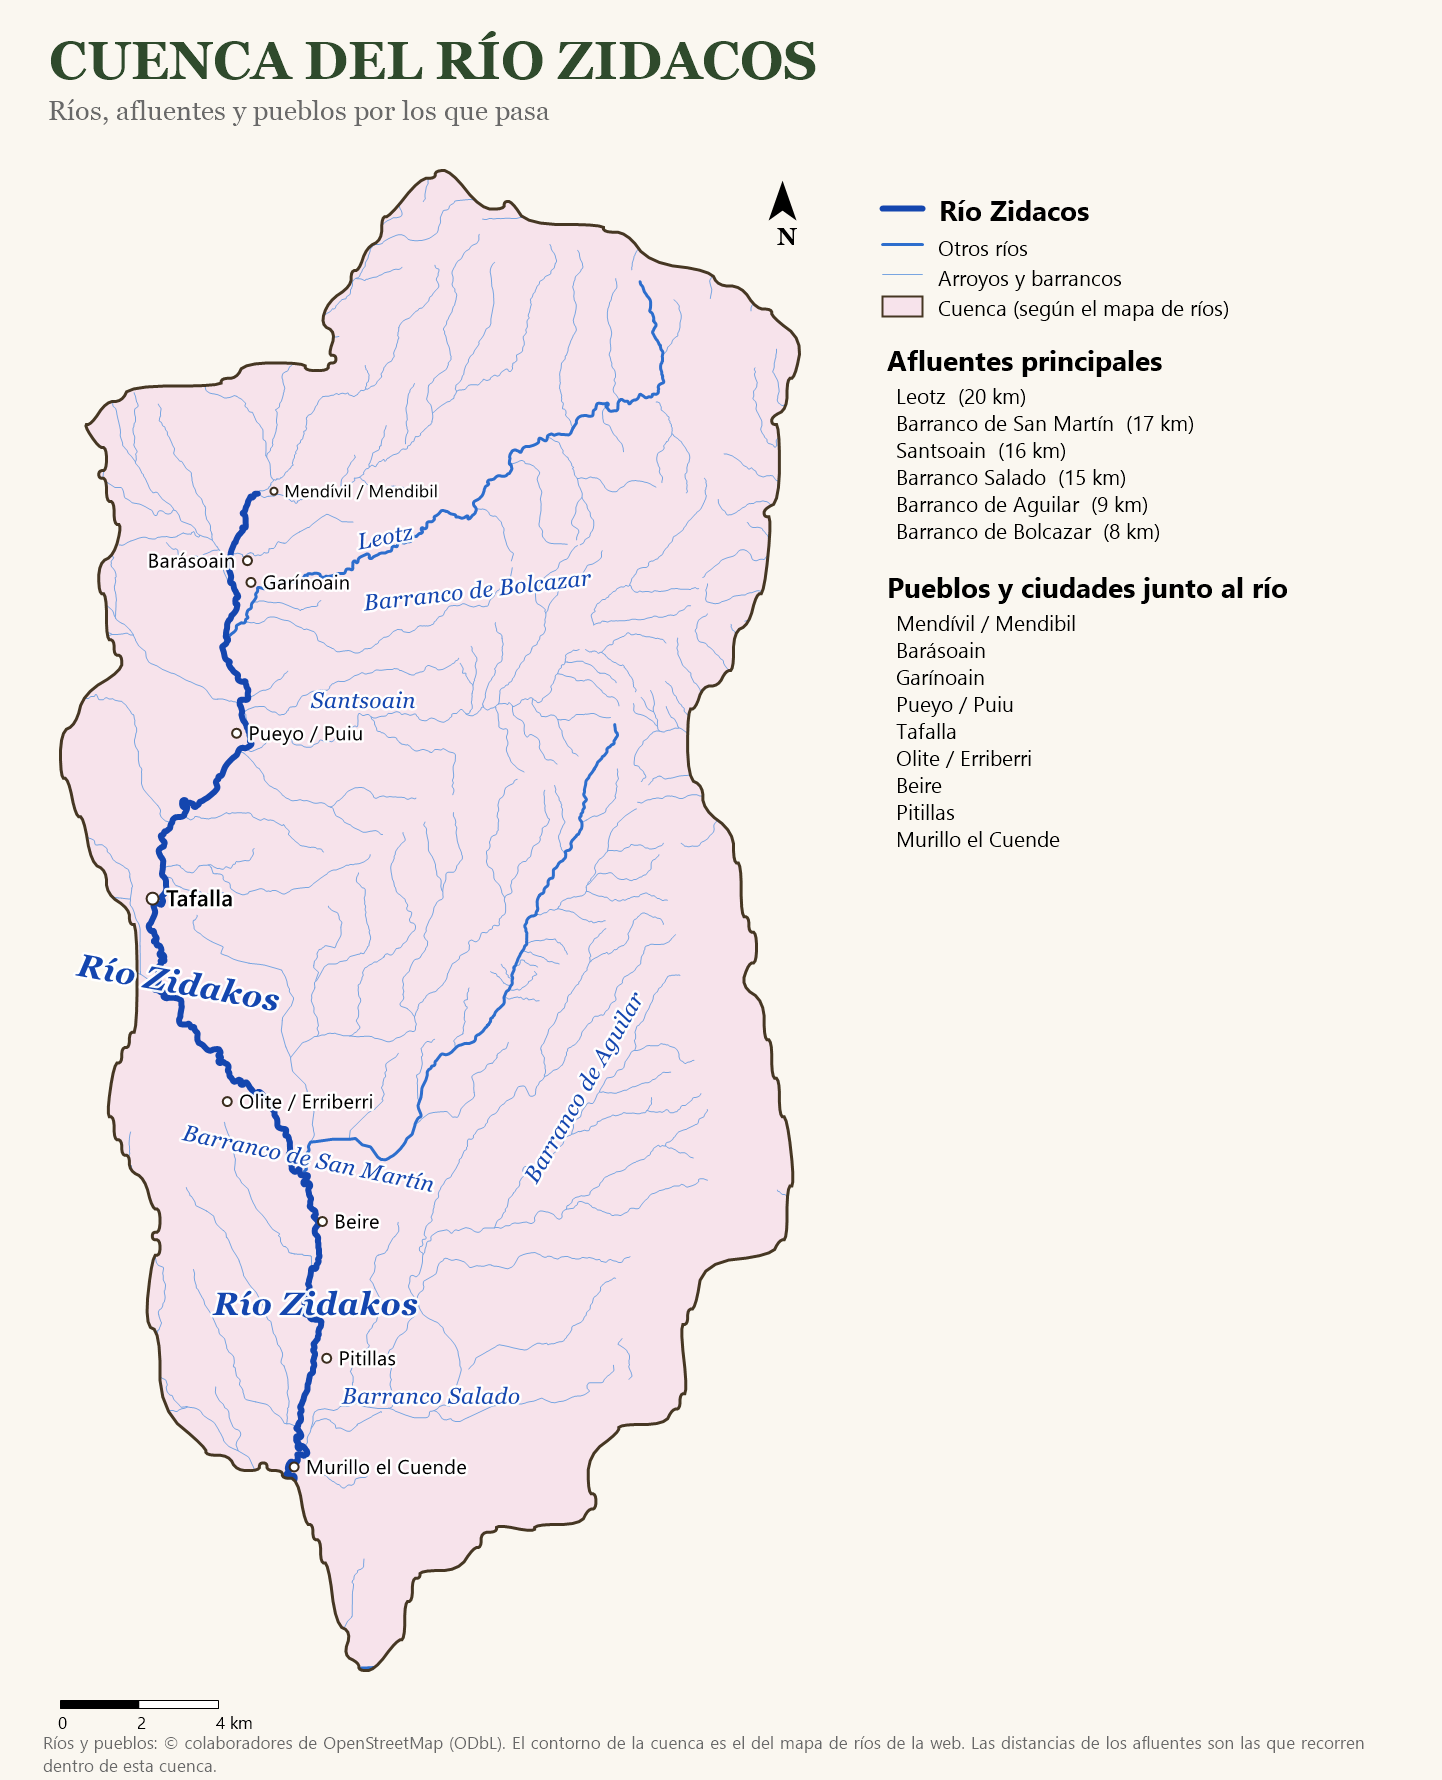 CUENCA DEL RÍO ZIDACOS
Ríos, afluentes y pueblos por los que pasa
N
Río Zidacos
Otros ríos
Arroyos y barrancos
Cuenca (según el mapa de ríos)
Afluentes principales
Leotz (20 km)
Barranco de San Martín (17 km)
Santsoain (16 km)
Barranco Salado (15 km)
Barranco de Aguilar (9 km)
Barranco de Bolcazar (8 km)
Pueblos y ciudades junto al río
Mendívil / Mendibil
Barásoain
Garínoain
Pueyo / Puiu
Tafalla
Olite / Erriberri
Beire
Pitillas
Murillo el Cuende
Mendívil / Mendibil
Leotz
Barásoain
Garínoain
Barranco de Bolcazar
Santsoain
Pueyo / Puiu
Tafalla
Río Zidakos
Barranco de Aguilar
Olite / Erriberri
Barranco de San Martín
Beire
Río Zidakos
Pitillas
Barranco Salado
Murillo el Cuende
0 2 4 km
Ríos y pueblos: © colaboradores de OpenStreetMap (ODbL). El contorno de la cuenca es el del mapa de ríos de la web. Las distancias de los afluentes son las que recorren
dentro de esta cuenca.